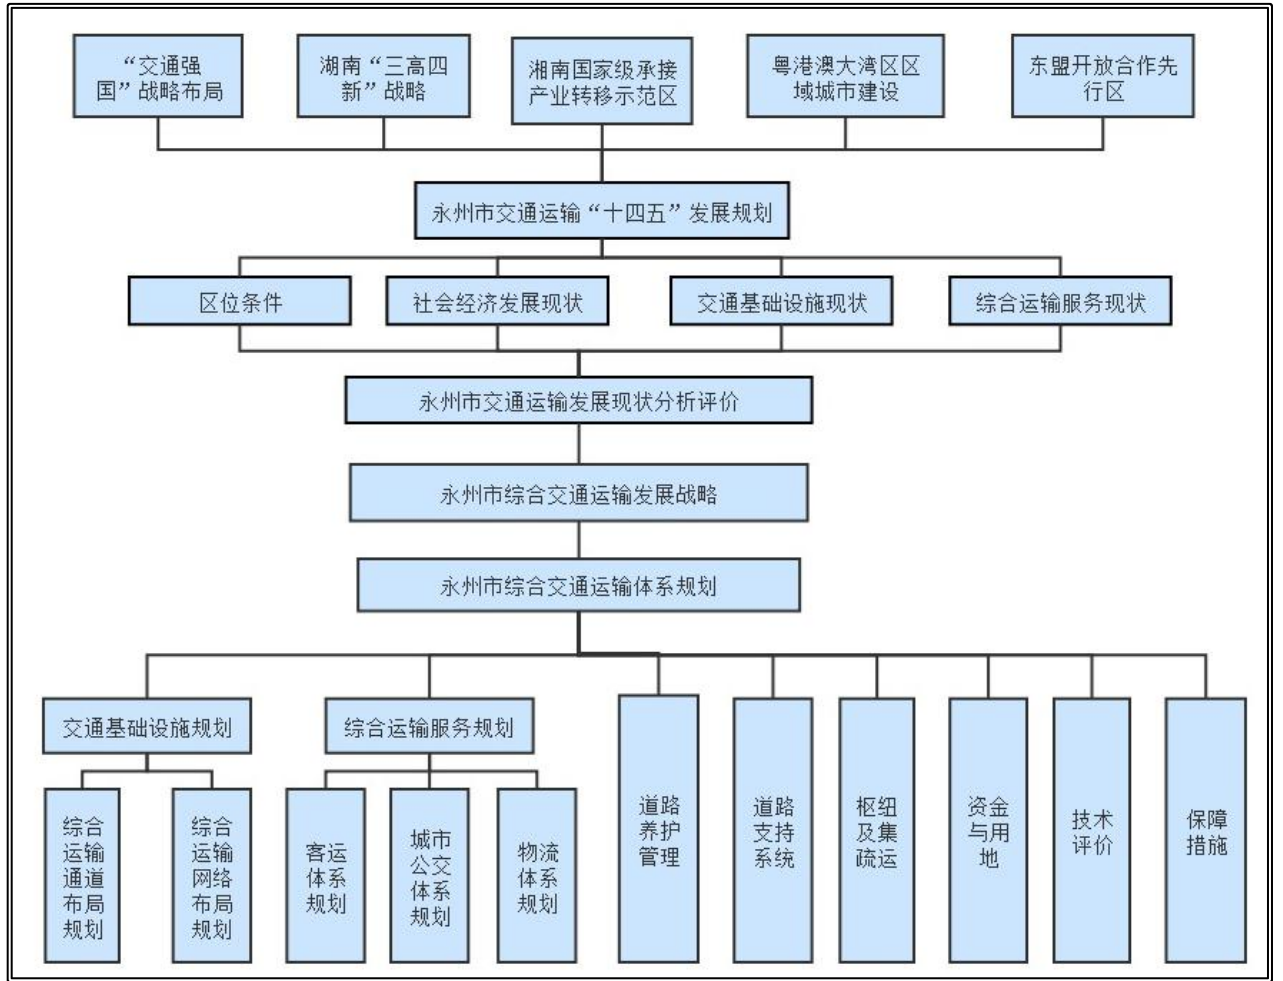 “交通强
国”战略布局
湖南“三高四
新”战略
湘南国家级承接
产业转移示范区
粤港澳大湾区区
域城市建设
东盟开放合作先
行区
永州市交通运输“十四五”发展规划
区位条件
社会经济发展现状
交通基础设施现状
综合运输服务现状
永州市交通运输发展现状分析评价
永州市综合交通运输发展战略
永州市综合交通运输体系规划
交通基础设施规划
综合运输服务规划
综合
运输
通道
布局
规划
综合
运输
网络
布局
规划
客运
体系
规划
城市
公交
体系
规划
物流
体系
规划
道路
养护
管理
道路
支持
系统
枢纽
及集
疏运
资金
与用
地
技术
评价
保障
措施